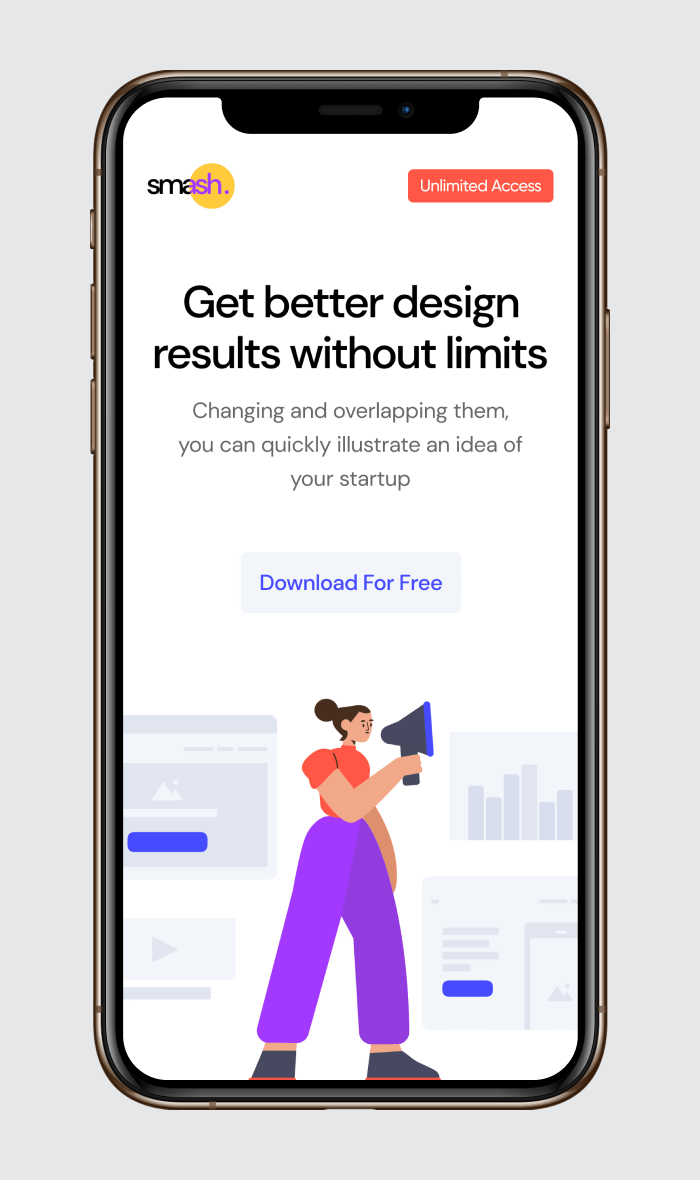 smash.
Unlimited Access
Get better design
results without limits
Changing and overlapping them,
you can quickly illustrate an idea of
your startup
Download For Free